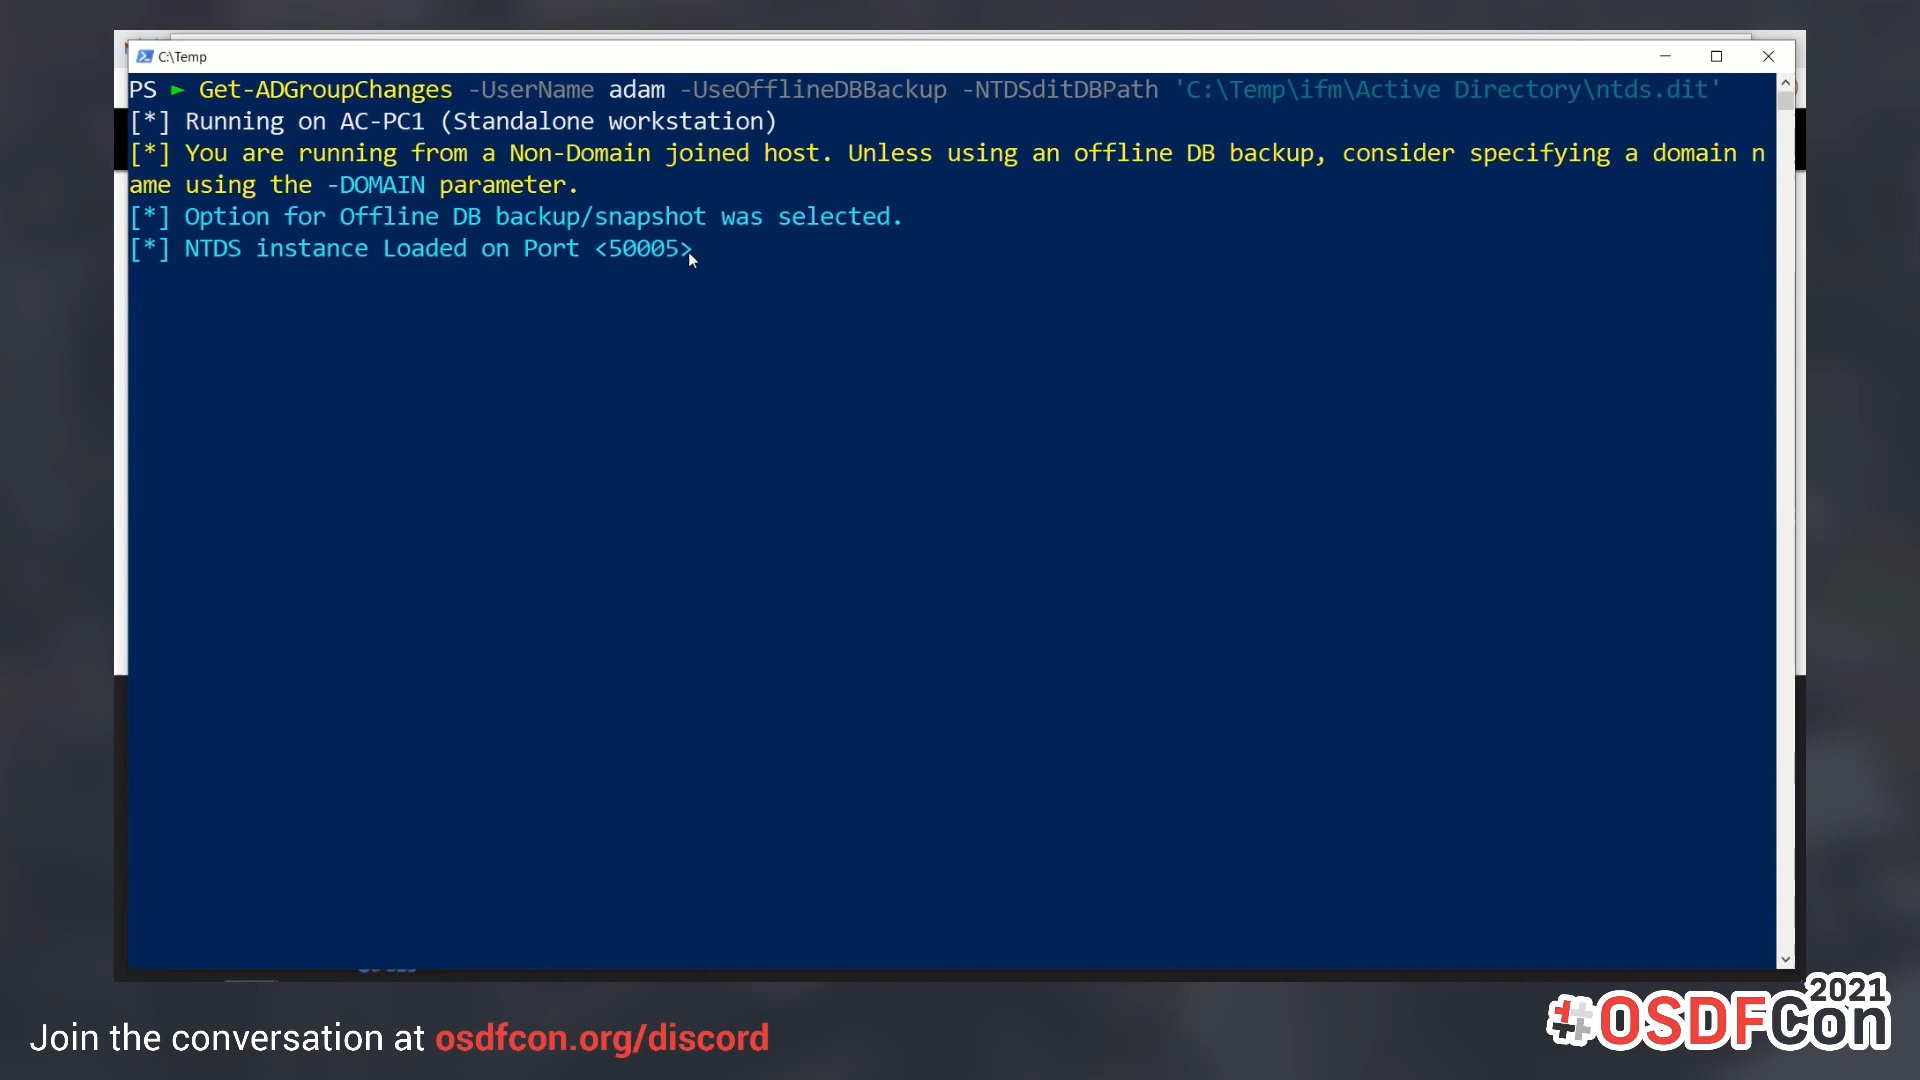 C:\Temp
PS ► Get-ADGroupChanges -UserName adam -UseOfflineDBBackup -NTDSditDBPath 'C:\Temp\ifm\Active Directory\ntds.dit'
[*] Running on AC-PC1 (Standalone workstation)
[*] You are running from a Non-Domain joined host. Unless using an offline DB backup, consider specifying a domain n
ame using the -DOMAIN parameter.
[*] Option for Offline DB backup/snapshot was selected.
[*] NTDS instance Loaded on Port <50005>
Join the conversation at osdfcon.org/discord
2021
#OSDFCon